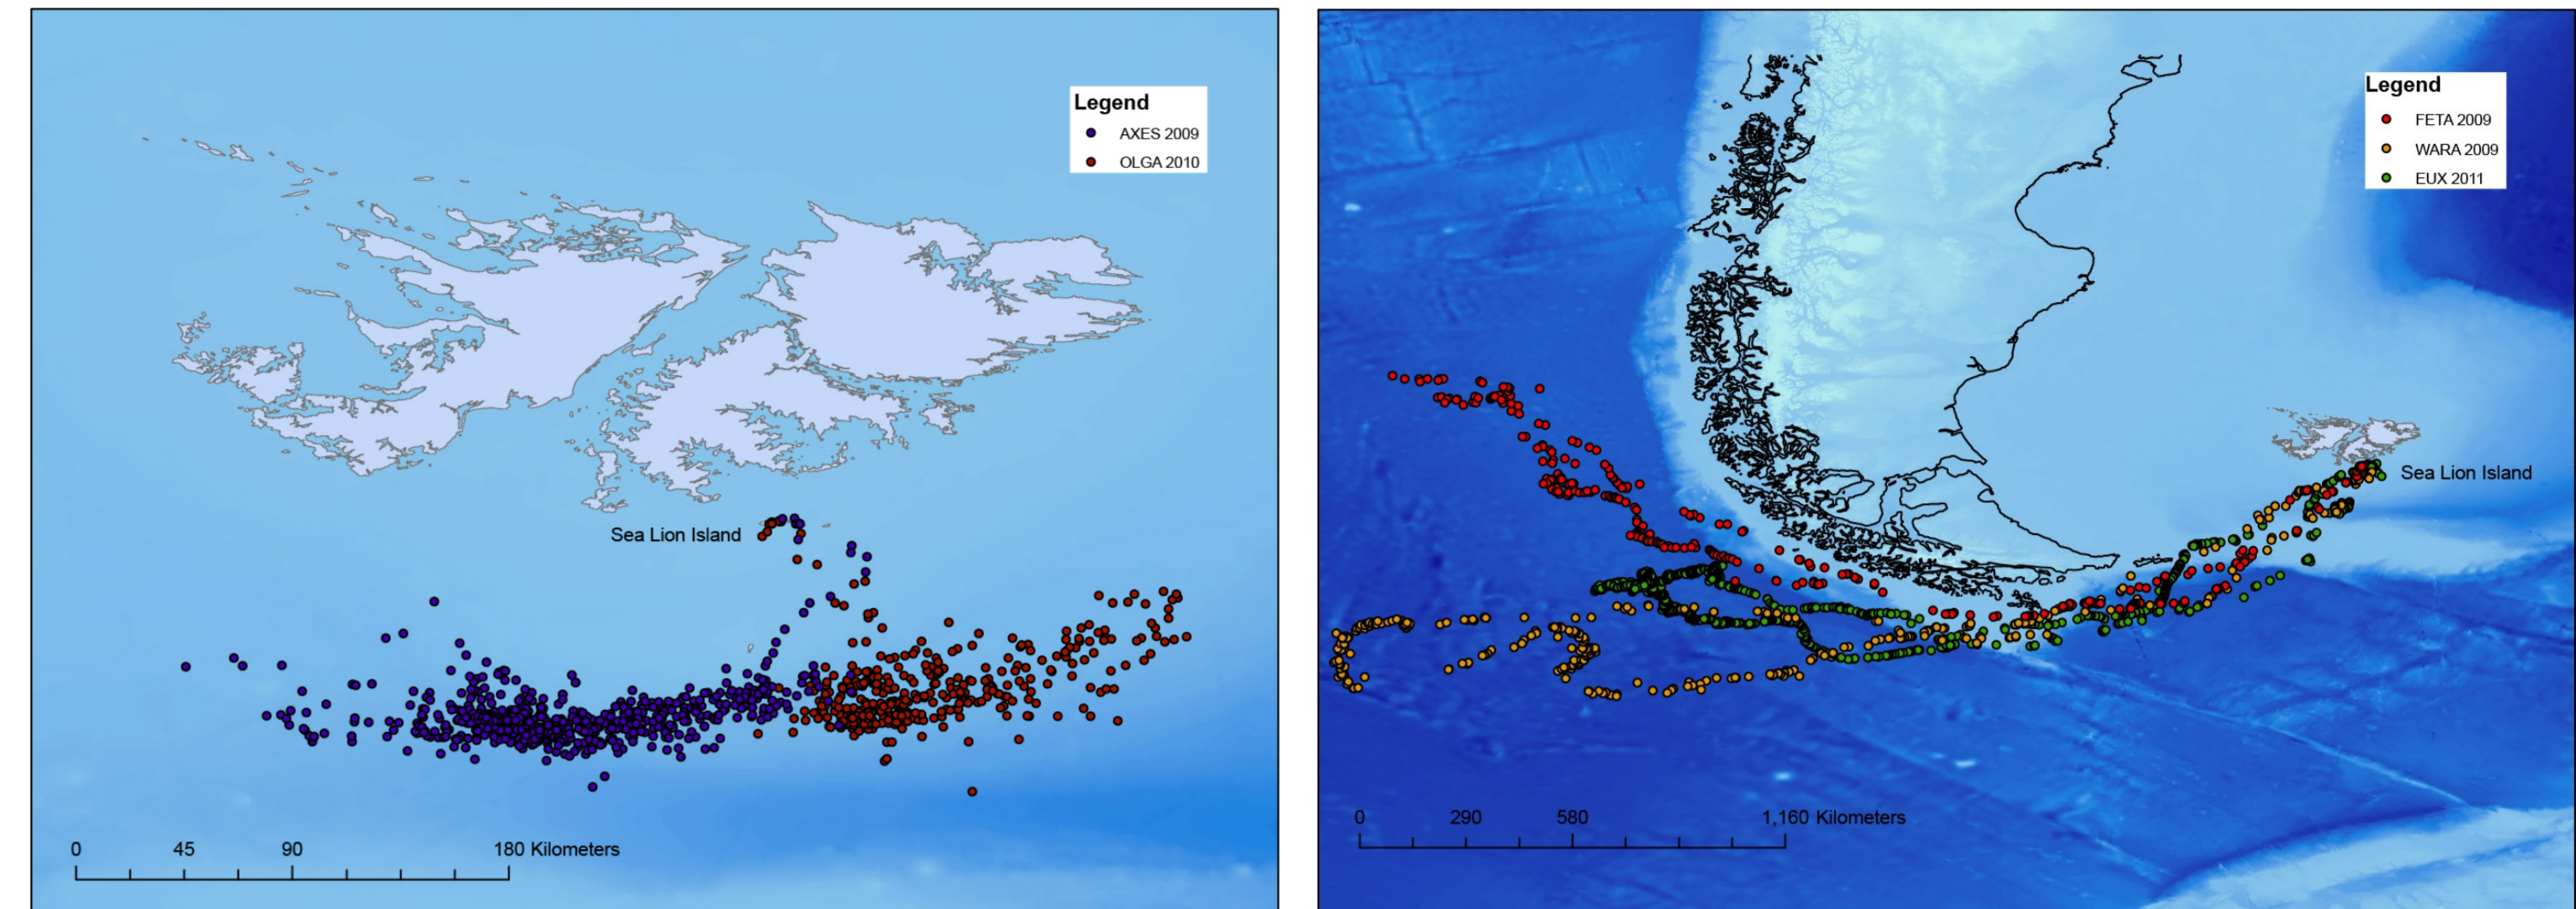 Legend
AXES 2009
OLGA 2010
Sea Lion Island
0 45 90 180 Kilometers
Legend
FETA 2009
WARA 2009
EUX 2011
Sea Lion Island
0 290 580 1,160 Kilometers